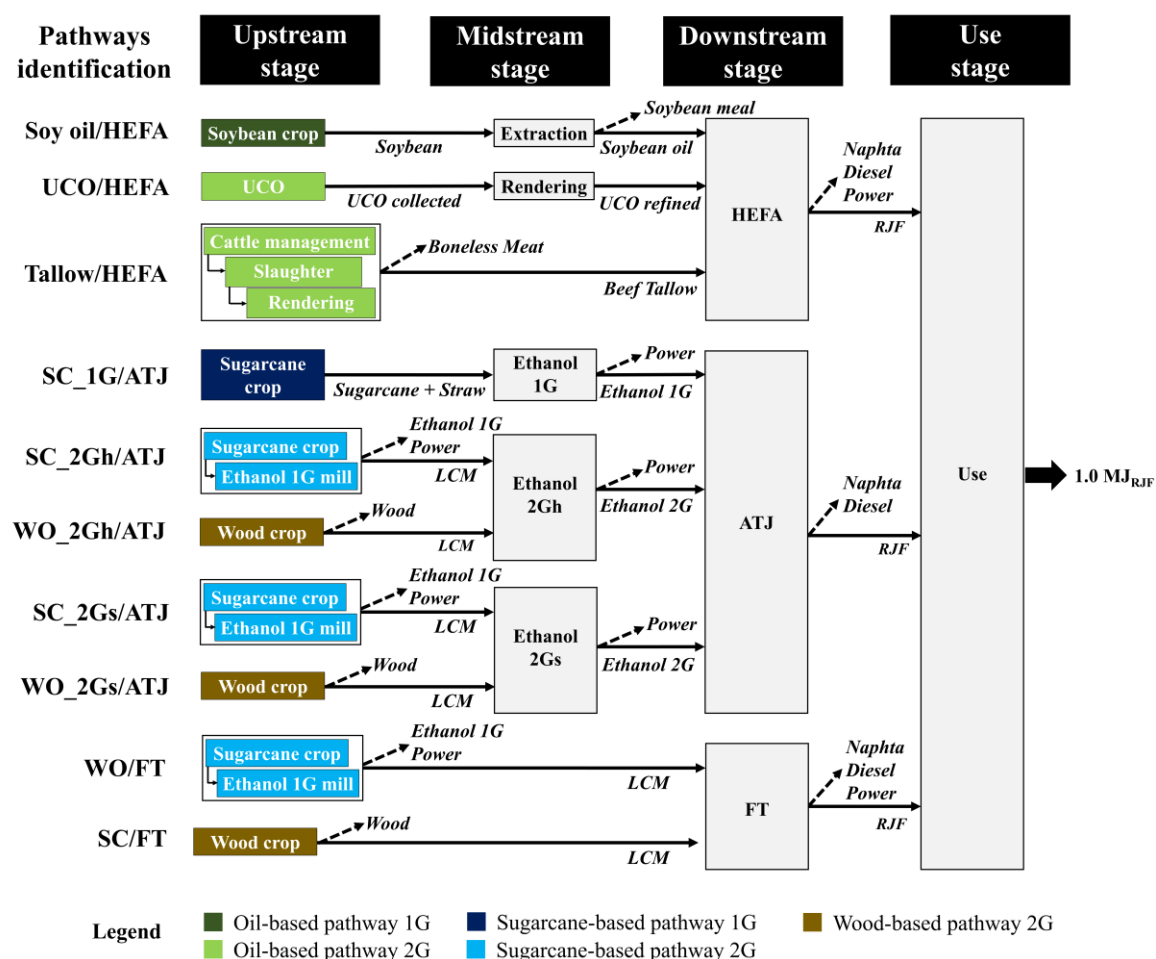 Pathways
identification
Upstream
stage
Midstream
stage
Downstream
stage
Use
stage
Soy oil/HEFA
Soybean crop
Soybean
Extraction
Soybean meal
Soybean oil
UCO/HEFA
UCO
UCO collected
Rendering
UCO refined
HEFA
Naphta
Diesel
Power
RJF
Tallow/HEFA
Cattle management
Slaughter
Rendering
Boneless Meat
Beef Tallow
SC_1G/ATJ
Sugarcane
crop
Sugarcane + Straw
Ethanol
1G
Power
Ethanol 1G
SC_2Gh/ATJ
Sugarcane crop
Ethanol 1G mill
Ethanol 1G
Power
LCM
Ethanol
2Gh
Power
Ethanol 2G
ATJ
Naphta
Diesel
RJF
Use
1.0 MJRJF
WO_2Gh/ATJ
Wood crop
Wood
LCM
SC_2Gs/ATJ
Sugarcane crop
Ethanol 1G mill
Ethanol 1G
Power
LCM
Ethanol
2Gs
Power
Ethanol 2G
WO_2Gs/ATJ
Wood crop
Wood
LCM
WO/FT
Sugarcane crop
Ethanol 1G mill
Ethanol 1G
Power
LCM
FT
Naphta
Diesel
Power
RJF
SC/FT
Wood crop
Wood
LCM
Legend
Oil-based pathway 1G
Sugarcane-based pathway 1G
Wood-based pathway 2G
Oil-based pathway 2G
Sugarcane-based pathway 2G